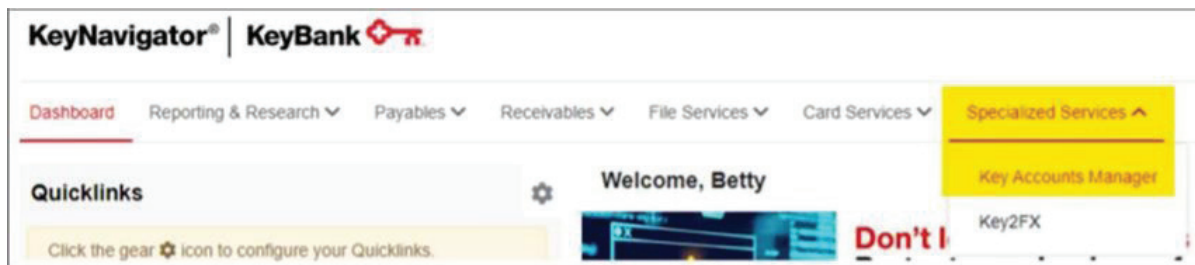 KeyNavigator® KeyBank
Dashboard Reporting & Research Payables Receivables File Services Card Services Specialized Services
Quicklinks
Welcome, Betty
Key Accounts Manager
Click the gear icon to configure your Quicklinks.
Don't
Key2FX